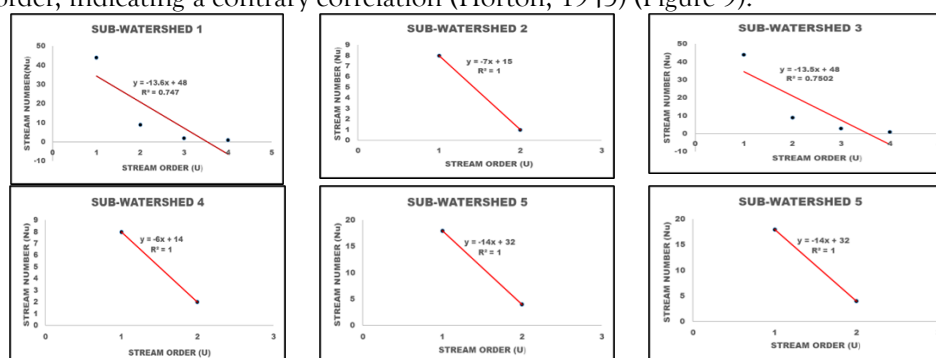 order, indicating a contrary correlation (Horton, 1945) (Figure 9).
SUB-WATERSHED 1
STREAM NUMBER(Nu)
50
40
30
20
10
0
-10
0
1
2
3
4
5
y = -13.6x + 48
R² = 0.747
STREAM ORDER (U)
SUB-WATERSHED 2
STREAM NUMBER (Nu)
9
8
7
6
5
4
3
2
1
0
0
1
2
3
y = -7x + 15
R² = 1
STREAM ORDER (U)
SUB-WATERSHED 3
STREAM NUMBER (Nu)
50
40
30
20
10
0
-10
0
1
2
3
4
y = -13.5x + 48
R² = 0.7502
STREAM ORDER (U)
SUB-WATERSHED 4
STREAM NUMBER (Nu)
9
8
7
6
5
4
3
2
1
0
0
1
2
3
y = -6x + 14
R² = 1
STREAM ORDER (U)
SUB-WATERSHED 5
STREAM NUMBER (Nu)
20
15
10
5
0
0
1
2
3
y = -14x + 32
R² = 1
STREAM ORDER (U)
SUB-WATERSHED 5
STREAM NUMBER (Nu)
20
15
10
5
0
0
1
2
y = -14x + 32
R² = 1
STREAM ORDER (U)